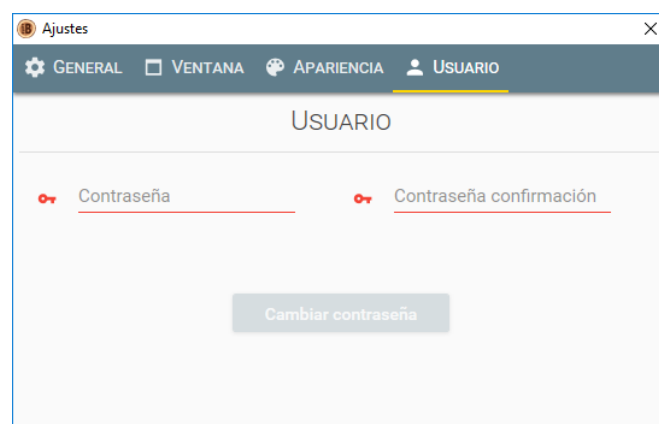 Ajustes
GENERAL VENTANA APARIENCIA USUARIO
USUARIO
Contraseña Contraseña confirmación
Cambiar contraseña